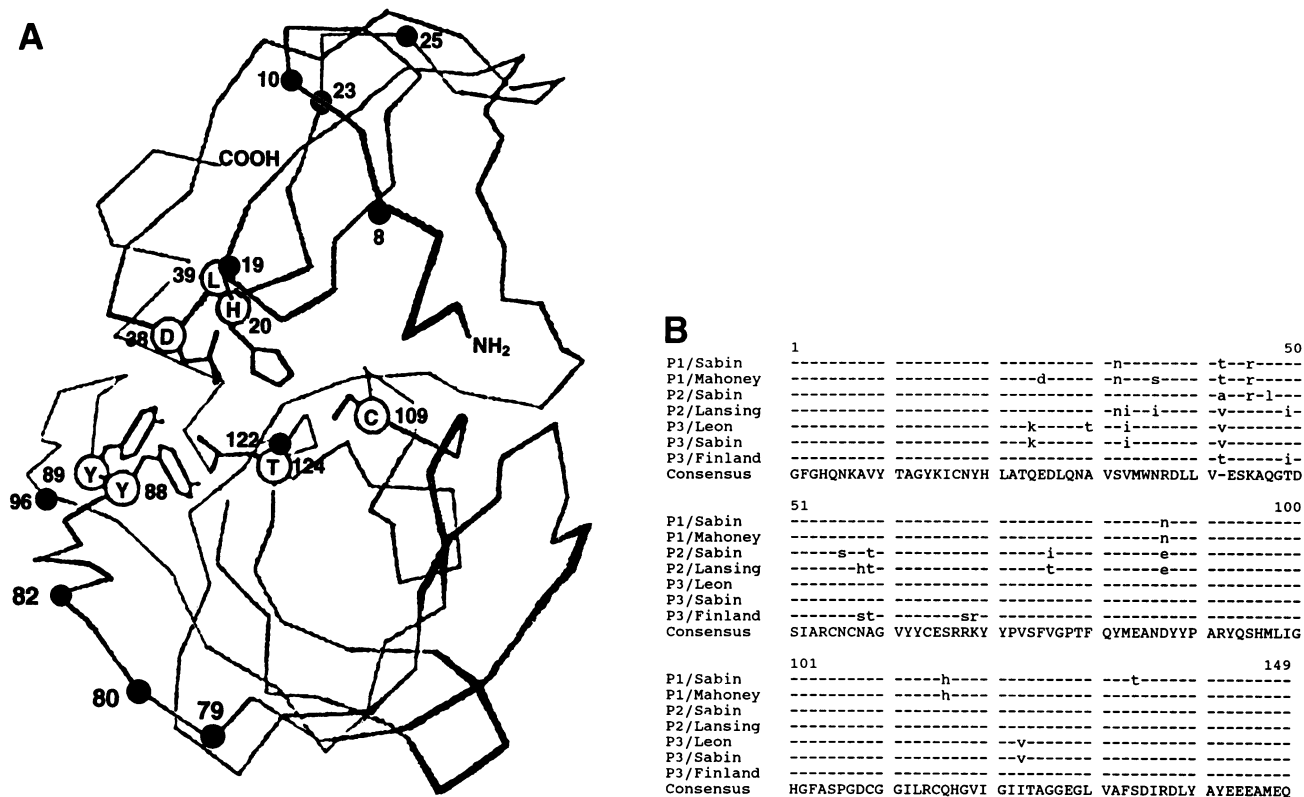 A
25
10
23
COOH
8
39
L
19
H
20
38
D
NH₂
C
109
122
T
124
89
Y
Y
88
96
82
80
79
B
1 50
P1/Sabin ---------- ---------- ---------- -n-------- -t--r-----
P1/Mahoney ---------- ---------- ----d----- -n---s---- -t--r-----
P2/Sabin ---------- ---------- ---------- ---------- -a--r-l---
P2/Lansing ---------- ---------- ---------- -ni--i---- -v------i-
P3/Leon ---------- ---------- ---k-----t --i------- -v--------
P3/Sabin ---------- ---------- ---k------ --i------- -v--------
P3/Finland ---------- ---------- ---------- ---------- -t------i-
Consensus GFGHQNKAVY TAGYKICNYH LATQEDLQNA VSVMWNRDLL V-ESKAQGTD
51 100
P1/Sabin ---------- ---------- ---------- ------n--- ----------
P1/Mahoney ---------- ---------- ---------- ------n--- ----------
P2/Sabin -----s--t- ---------- -----i---- ------e--- ----------
P2/Lansing -------ht- ---------- -----t---- ------e--- ----------
P3/Leon ---------- ---------- ---------- ---------- ----------
P3/Sabin ---------- ---------- ---------- ---------- ----------
P3/Finland -------st- -------sr- ---------- ---------- ----------
Consensus SIARCNCNAG VYYCESRRKY YPVSFVGPTF QYMEANDYYP ARYQSHMLIG
101 149
P1/Sabin ---------- -----h---- ---------- ---t------ ---------
P1/Mahoney ---------- -----h---- ---------- ---------- ---------
P2/Sabin ---------- ---------- ---------- ---------- ---------
P2/Lansing ---------- ---------- ---------- ---------- ---------
P3/Leon ---------- ---------- --v------- ---------- ---------
P3/Sabin ---------- ---------- --v------- ---------- ---------
P3/Finland ---------- ---------- ---------- ---------- ---------
Consensus HGFASPGDCG GILRCQHGVI GIITAGGEGL VAFSDIRDLY AYEEEAMEQ